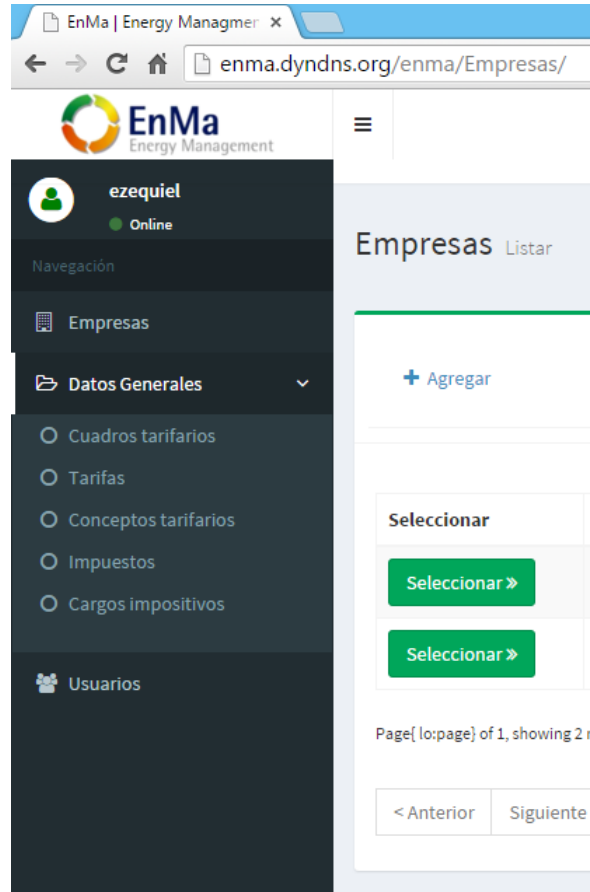 EnMa | Energy Managmer
enma.dyndns.org/enma/Empresas/
EnMa
Energy Management
ezequiel
Online
Navegación
Empresas
Datos Generales
Cuadros tarifarios
Tarifas
Conceptos tarifarios
Impuestos
Cargos impositivos
Usuarios
Empresas Listar
Agregar
Seleccionar
Seleccionar »
Seleccionar »
Page{ lo:page} of 1, showing 2
< Anterior
Siguiente